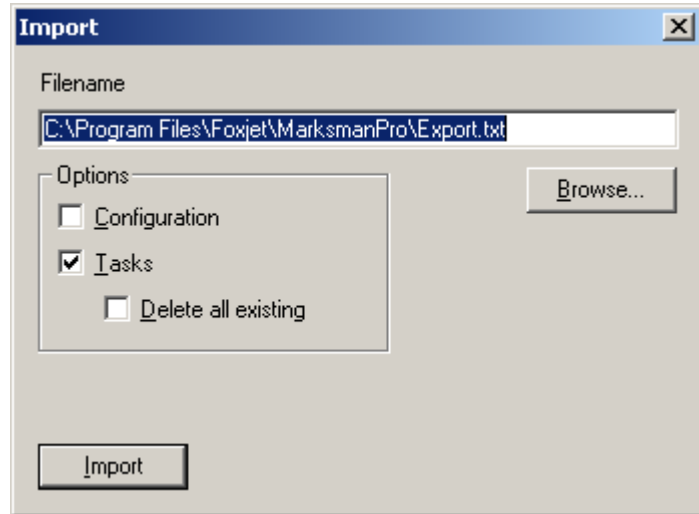 Import
Filename
C:\Program Files\Foxjet\MarksmanPro\Export.txt
Options
Browse...
Configuration
Tasks
Delete all existing
Import